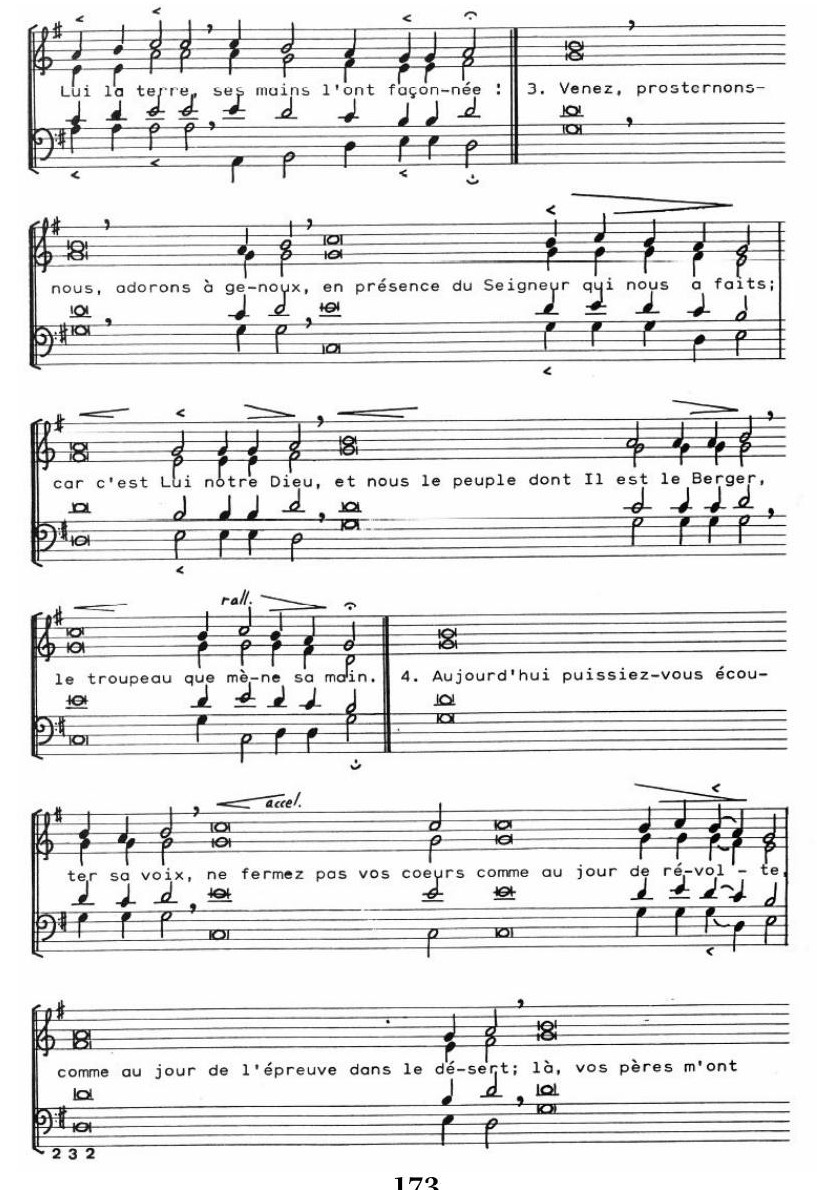 Lui la terre, ses mains l'ont façon-née : 3. Venez, prosternons-
nous, adorons à ge-noux, en présence du Seigneur qui nous a faits;
car c'est Lui notre Dieu, et nous le peuple dont Il est le Berger,
rall.
le troupeau que mè-ne sa main. 4. Aujourd'hui puissiez-vous écou-
accel.
ter sa voix, ne fermez pas vos coeurs comme au jour de ré-vol - te,
comme au jour de l'épreuve dans le dé-sert; là, vos pères m'ont
232
173